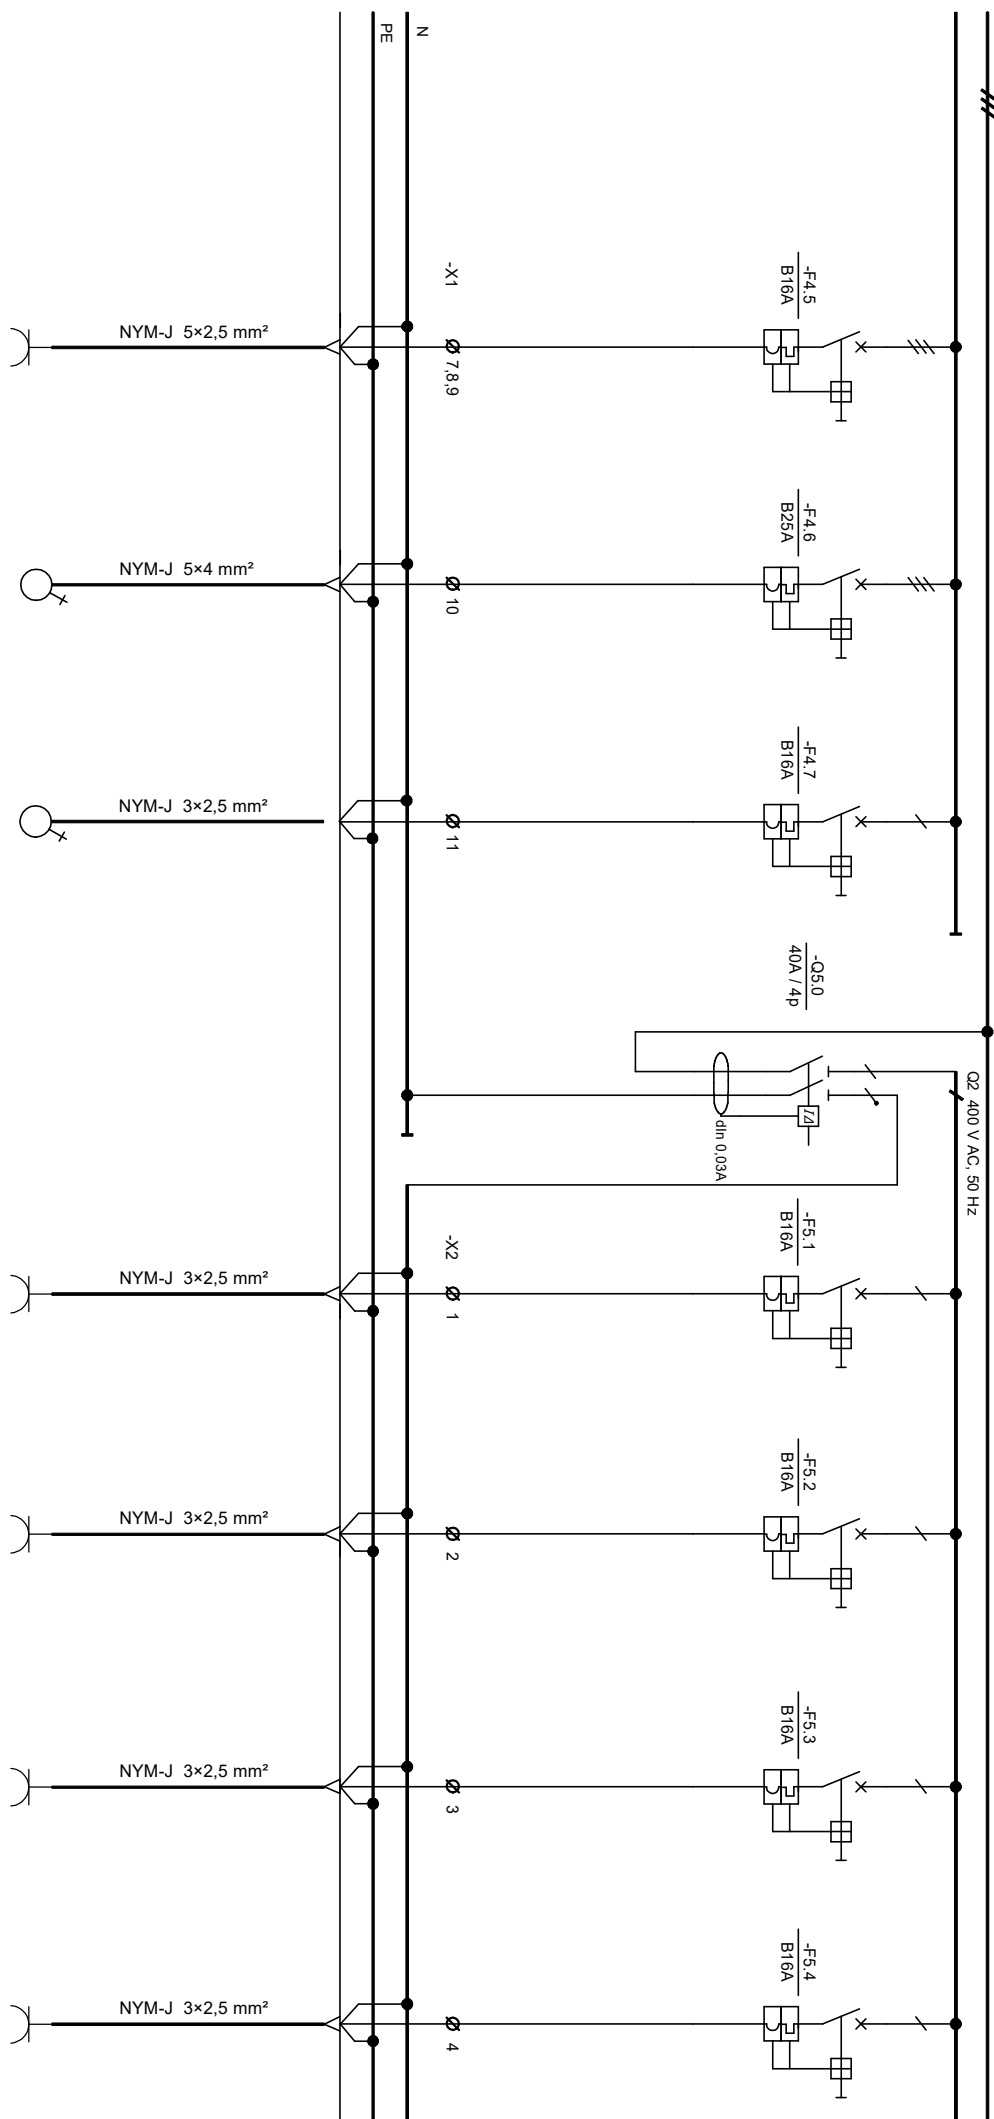 N
PE
-F4.5
B16A
-X1
7,8,9
NYM-J 5×2,5 mm²
-F4.6
B25A
10
NYM-J 5×4 mm²
-F4.7
B16A
11
NYM-J 3×2,5 mm²
-Q5.0
40A / 4p
Q2 400 V AC, 50 Hz
I∆
dIn 0,03A
-F5.1
B16A
-X2
1
NYM-J 3×2,5 mm²
-F5.2
B16A
2
NYM-J 3×2,5 mm²
-F5.3
B16A
3
NYM-J 3×2,5 mm²
-F5.4
B16A
4
NYM-J 3×2,5 mm²